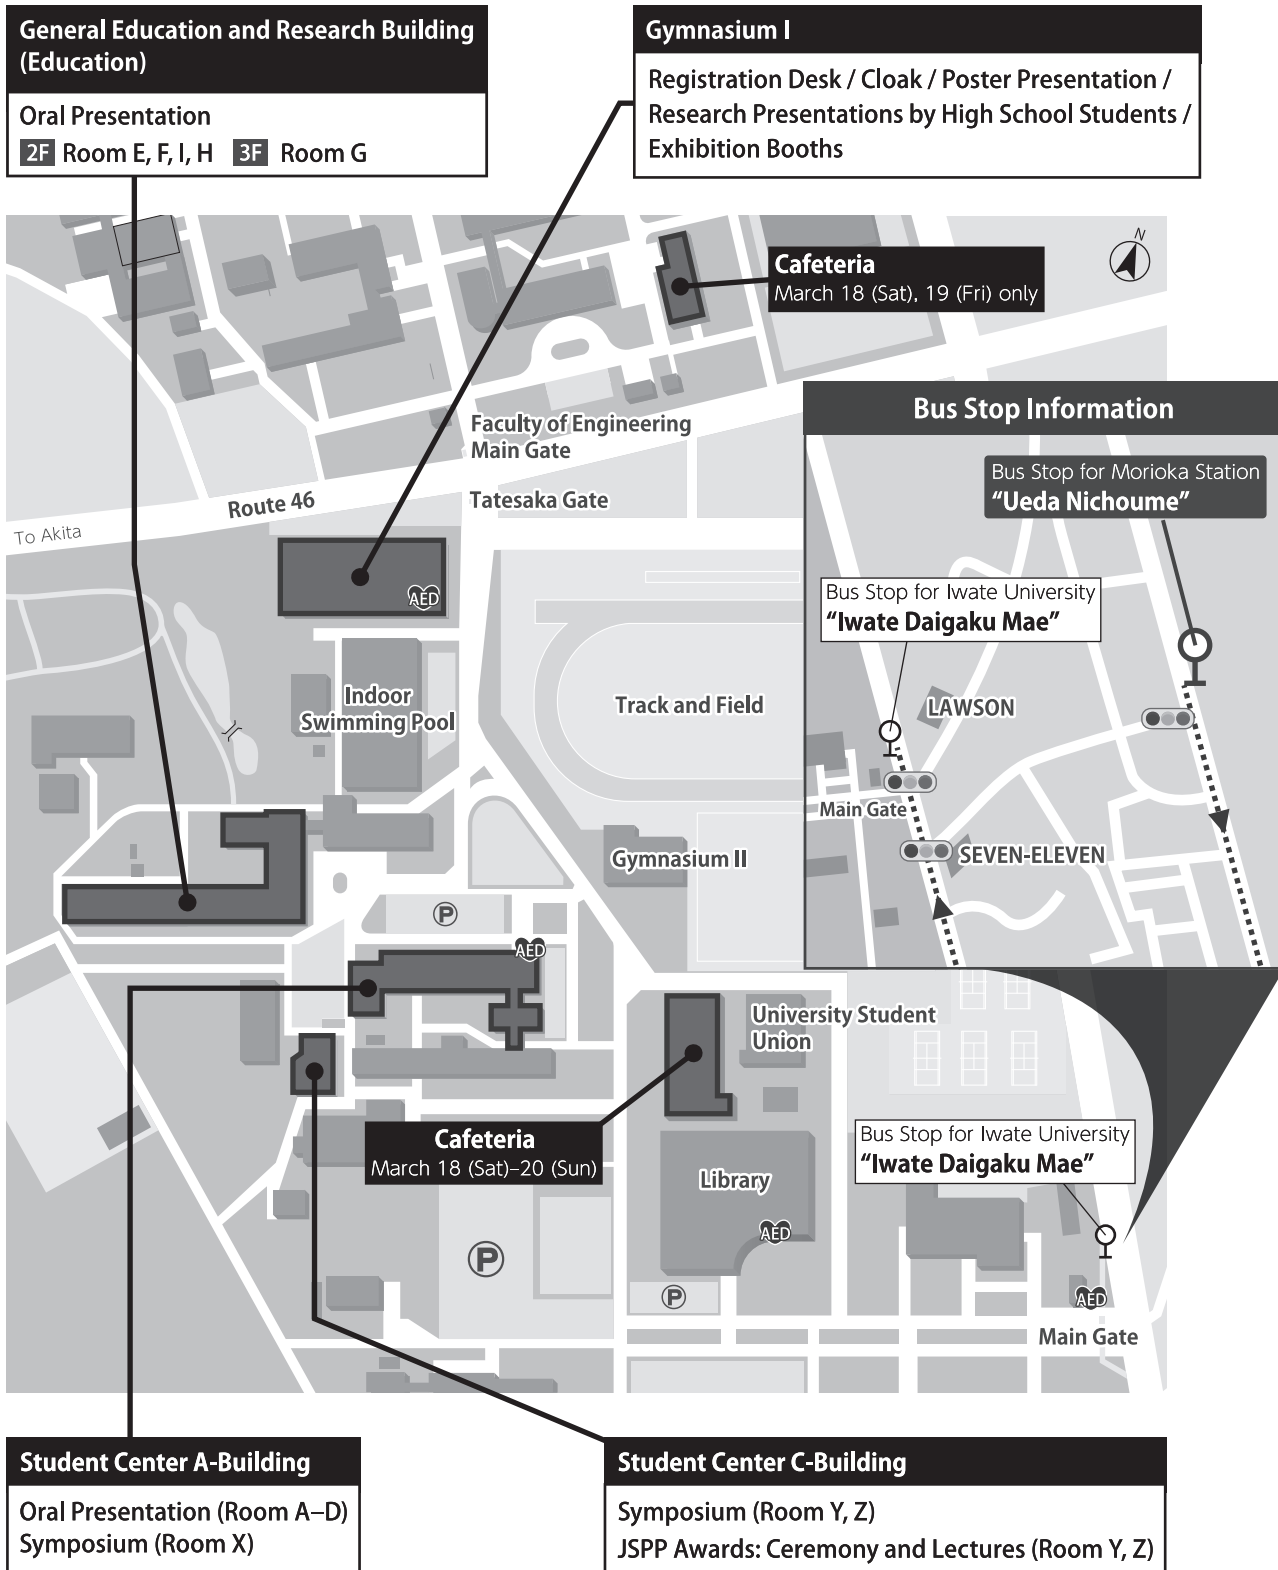 General Education and Research Building
(Education)
Oral Presentation
2F Room E, F, I, H 3F Room G
Gymnasium I
Registration Desk / Cloak / Poster Presentation /
Research Presentations by High School Students /
Exhibition Booths
N
Cafeteria
March 18 (Sat), 19 (Fri) only
Faculty of Engineering
Main Gate
Route 46
Tatesaka Gate
To Akita
AED
Indoor
Swimming Pool
Track and Field
Gymnasium II
P
AED
Bus Stop Information
Bus Stop for Morioka Station
“Ueda Nichoume”
Bus Stop for Iwate University
“Iwate Daigaku Mae”
LAWSON
Main Gate
SEVEN-ELEVEN
University Student
Union
Cafeteria
March 18 (Sat)–20 (Sun)
Library
AED
P
P
Bus Stop for Iwate University
“Iwate Daigaku Mae”
AED
Main Gate
Student Center A-Building
Oral Presentation (Room A–D)
Symposium (Room X)
Student Center C-Building
Symposium (Room Y, Z)
JSPP Awards: Ceremony and Lectures (Room Y, Z)